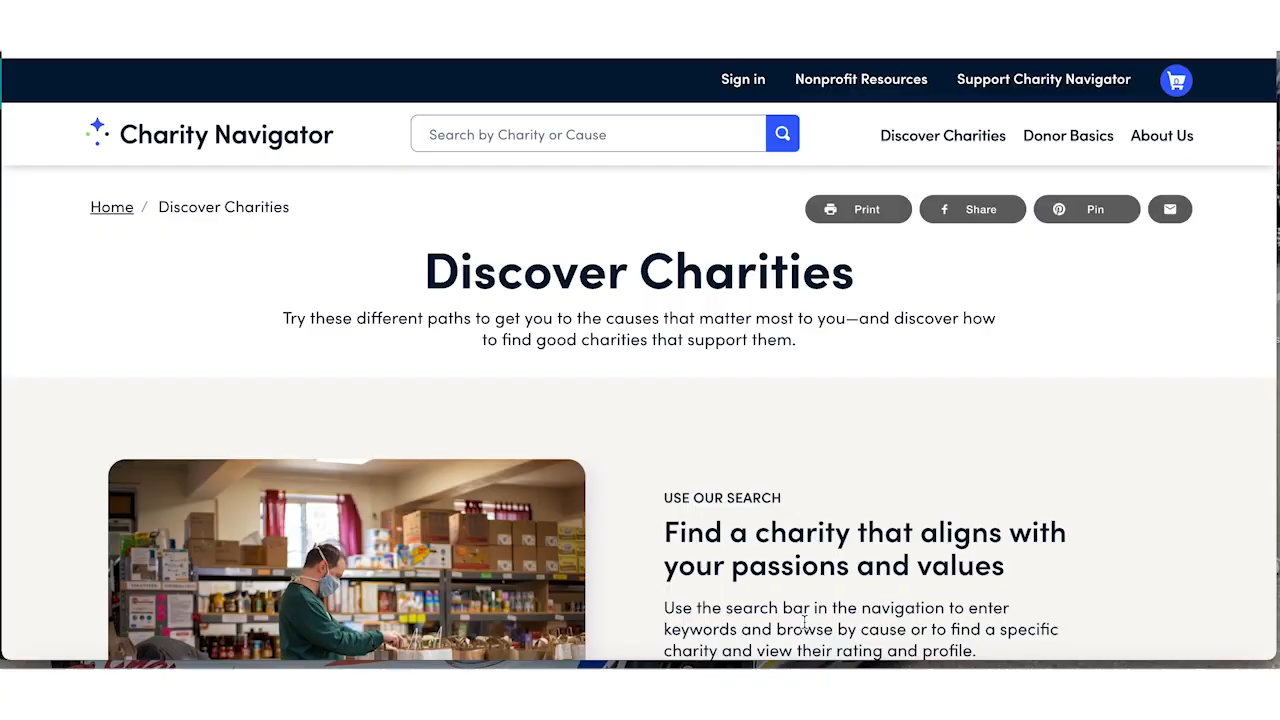 Sign in
Nonprofit Resources
Support Charity Navigator
0
Charity Navigator
Search by Charity or Cause
Discover Charities
Donor Basics
About Us
Home / Discover Charities
Print
Share
Pin
Discover Charities
Try these different paths to get you to the causes that matter most to you—and discover how
to find good charities that support them.
USE OUR SEARCH
Find a charity that aligns with
your passions and values
Use the search bar in the navigation to enter
keywords and browse by cause or to find a specific
charity and view their rating and profile.